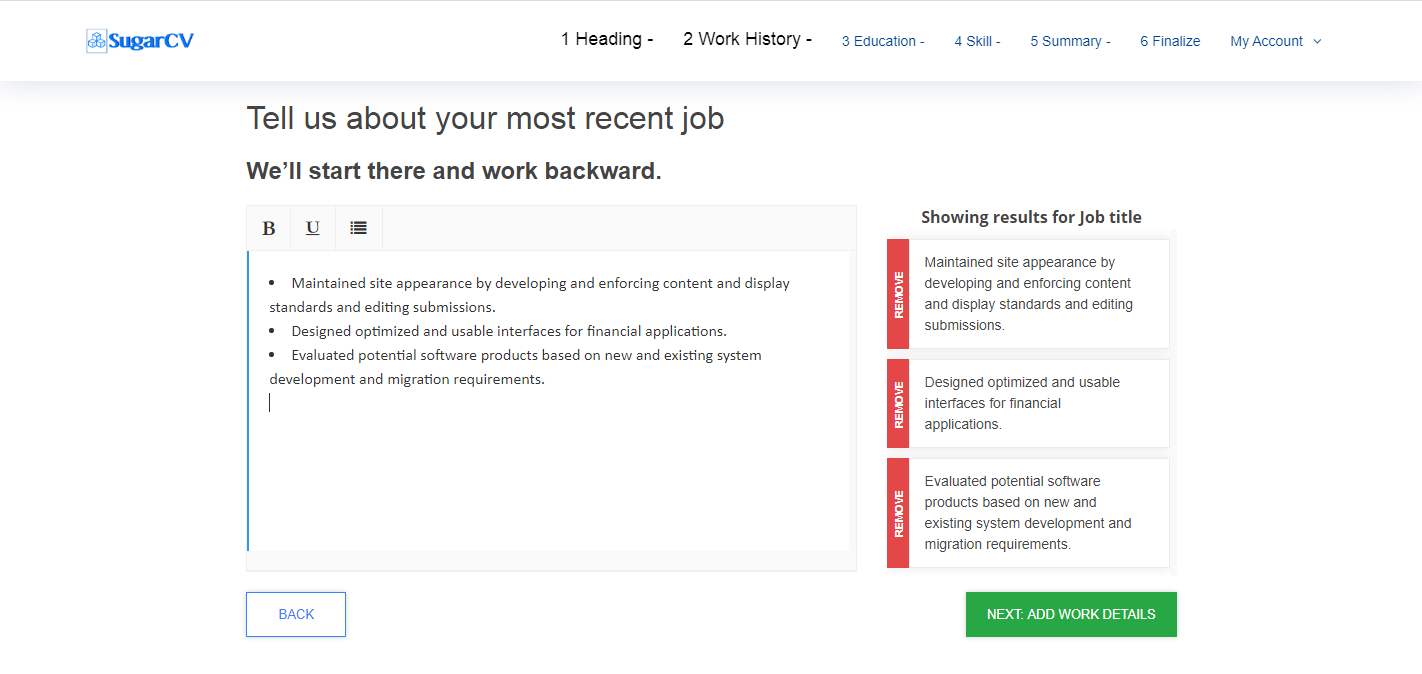 SugarCV
1 Heading -
2 Work History -
3 Education -
4 Skill -
5 Summary -
6 Finalize
My Account
Tell us about your most recent job
We’ll start there and work backward.
B
U
• Maintained site appearance by developing and enforcing content and display
standards and editing submissions.
• Designed optimized and usable interfaces for financial applications.
• Evaluated potential software products based on new and existing system
development and migration requirements.
Showing results for Job title
REMOVE
Maintained site appearance by
developing and enforcing content
and display standards and editing
submissions.
REMOVE
Designed optimized and usable
interfaces for financial
applications.
REMOVE
Evaluated potential software
products based on new and
existing system development and
migration requirements.
BACK
NEXT: ADD WORK DETAILS